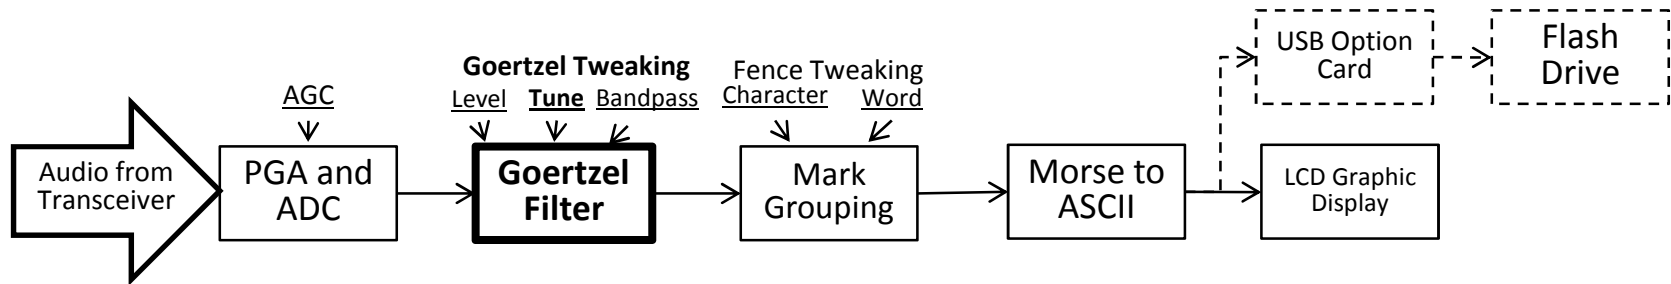 USB Option
Card
Flash
Drive
Goertzel Tweaking
Level Tune Bandpass
Fence Tweaking
Character Word
AGC
Audio from
Transceiver
PGA and
ADC
Goertzel
Filter
Mark
Grouping
Morse to
ASCII
LCD Graphic
Display